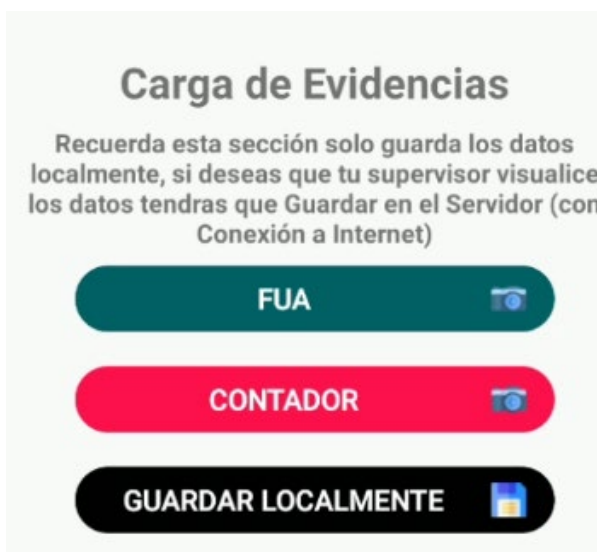 Carga de Evidencias
Recuerda esta sección solo guarda los datos
localmente, si deseas que tu supervisor visualice
los datos tendras que Guardar en el Servidor (con
Conexión a Internet)
FUA
CONTADOR
GUARDAR LOCALMENTE